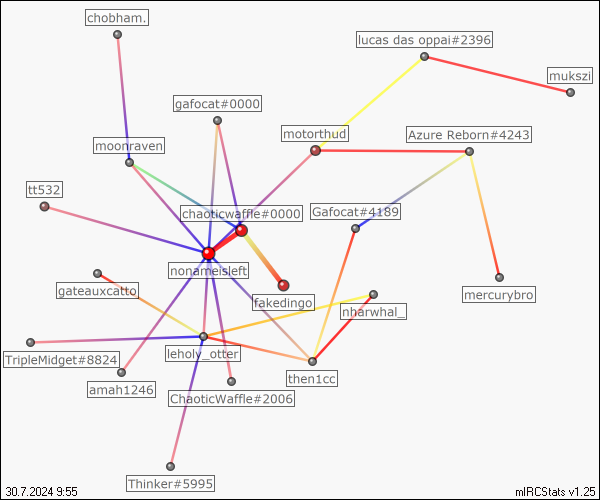 chobham.
lucas das oppai#2396
mukszi
gafocat#0000
motorthud
Azure Reborn#4243
moonraven
tt532
chaoticwaffle#0000
Gafocat#4189
nonameisleft
gateauxcatto
fakedingo
mercurybro
nharwhal_
TripleMidget#8824
leholy_otter
then1cc
amah1246
ChaoticWaffle#2006
Thinker#5995
30.7.2024 9:55
mIRCStats v1.25